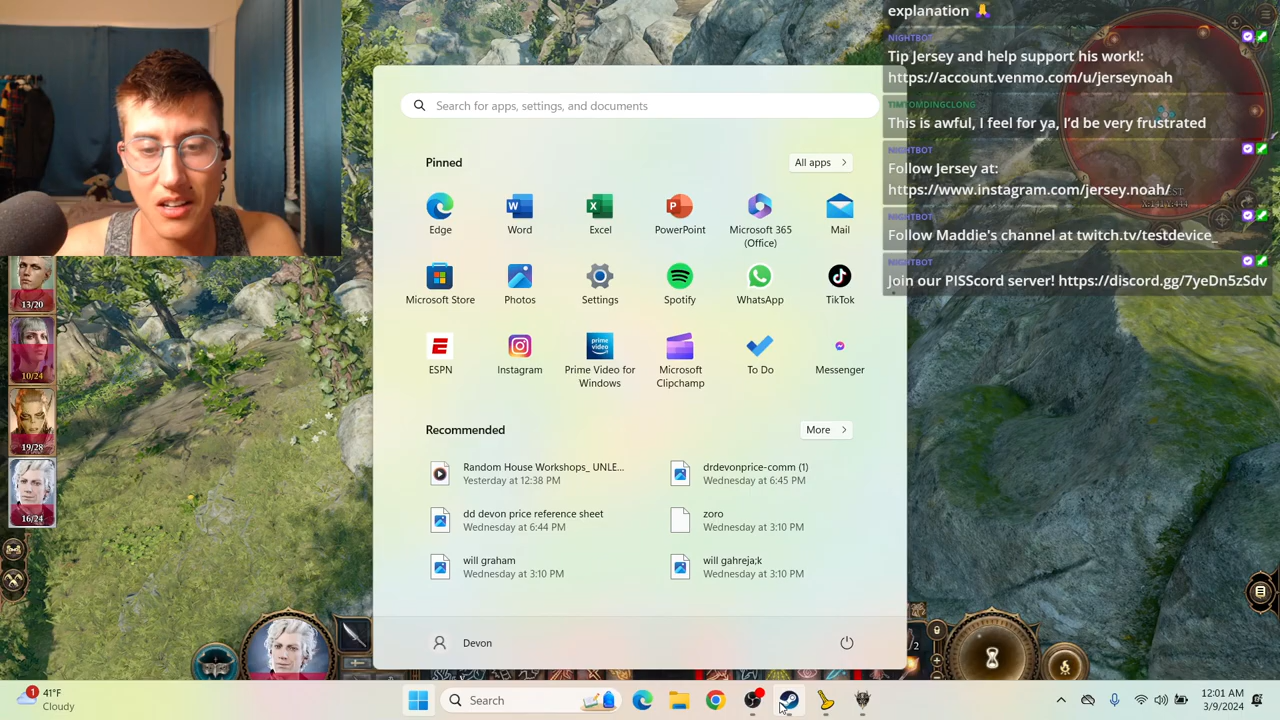 explanation 🙏
NIGHTBOT
Tip Jersey and help support his work!:
https://account.venmo.com/u/jerseynoah
TIMTOMDINGCLONG
This is awful, I feel for ya, I'd be very frustrated
NIGHTBOT
Follow Jersey at:
https://www.instagram.com/jersey.noah/
NIGHTBOT
Follow Maddie's channel at twitch.tv/testdevice_
NIGHTBOT
Join our PISScord server! https://discord.gg/7yeDn5zSdv
Search for apps, settings, and documents
Pinned
All apps
Edge
Word
Excel
PowerPoint
Microsoft 365
(Office)
Mail
Microsoft Store
Photos
Settings
Spotify
WhatsApp
TikTok
ESPN
Instagram
prime
video
Prime Video for
Windows
Microsoft
Clipchamp
To Do
Messenger
Recommended
More
Random House Workshops_ UNLE...
Yesterday at 12:38 PM
drdevonprice-comm (1)
Wednesday at 6:45 PM
dd devon price reference sheet
Wednesday at 6:44 PM
zoro
Wednesday at 3:10 PM
will graham
Wednesday at 3:10 PM
will gahreja;k
Wednesday at 3:10 PM
Devon
13/20
10/24
19/28
16/24
1
41°F
Cloudy
Search
12:01 AM
3/9/2024